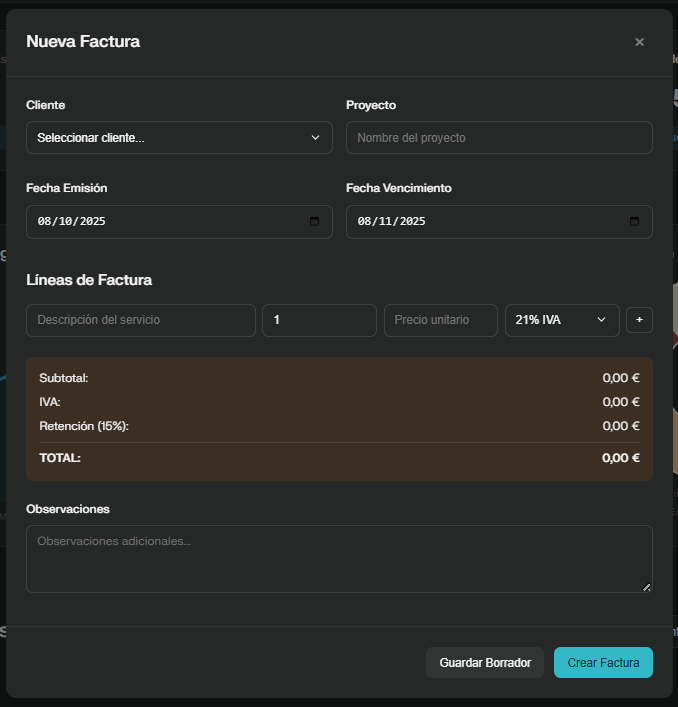 Nueva Factura ×
Cliente Proyecto
Seleccionar cliente... Nombre del proyecto
Fecha Emisión Fecha Vencimiento
08/10/2025 08/11/2025
Líneas de Factura
Descripción del servicio 1 Precio unitario 21% IVA +
Subtotal: 0,00 €
IVA: 0,00 €
Retención (15%): 0,00 €
TOTAL: 0,00 €
Observaciones
Observaciones adicionales...
Guardar Borrador Crear Factura